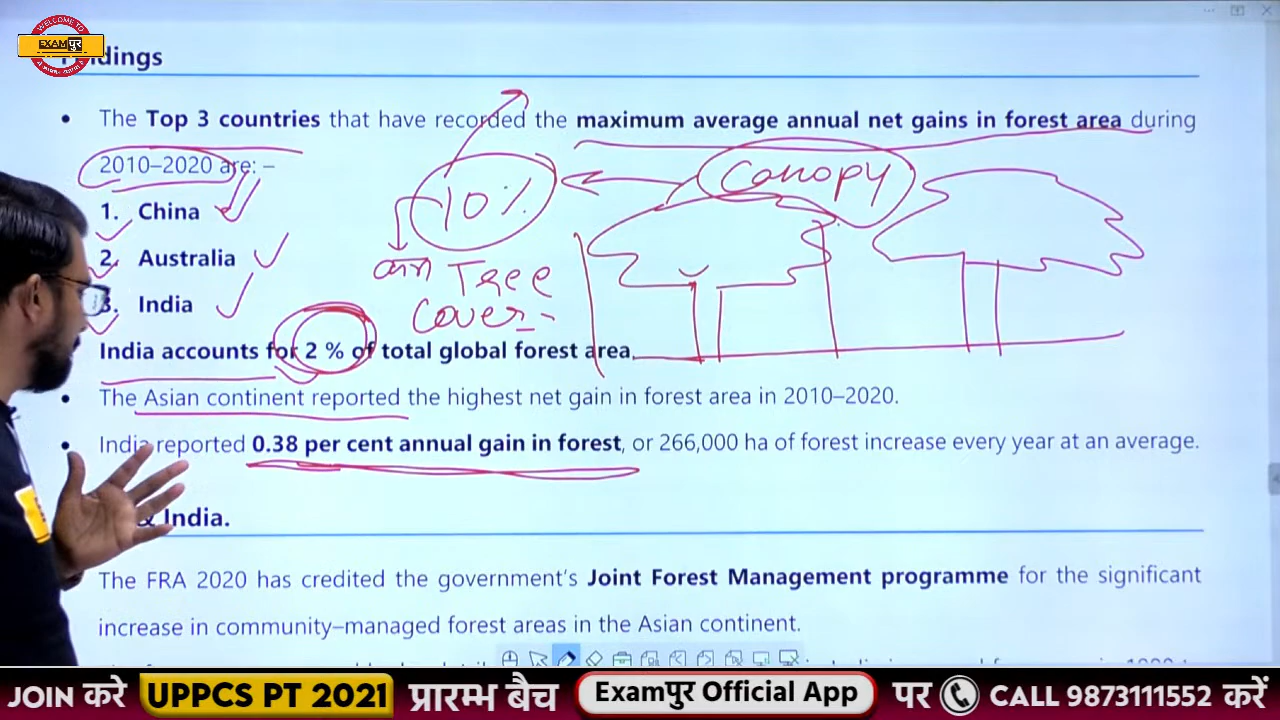 WELCOME TO
EXAMपुर
dings
• The Top 3 countries that have recorded the maximum average annual net gains in forest area during
2010–2020 are: –
1. China
2. Australia
3. India
India accounts for 2 % of total global forest area.
• The Asian continent reported the highest net gain in forest area in 2010–2020.
• India reported 0.38 per cent annual gain in forest, or 266,000 ha of forest increase every year at an average.
10%
Canopy
कम Tree
Cover -
& India.
The FRA 2020 has credited the government's Joint Forest Management programme for the significant
increase in community–managed forest areas in the Asian continent.
JOIN करे UPPCS PT 2021 प्रारम्भ बैच Examपुर Official App पर CALL 9873111552 करें